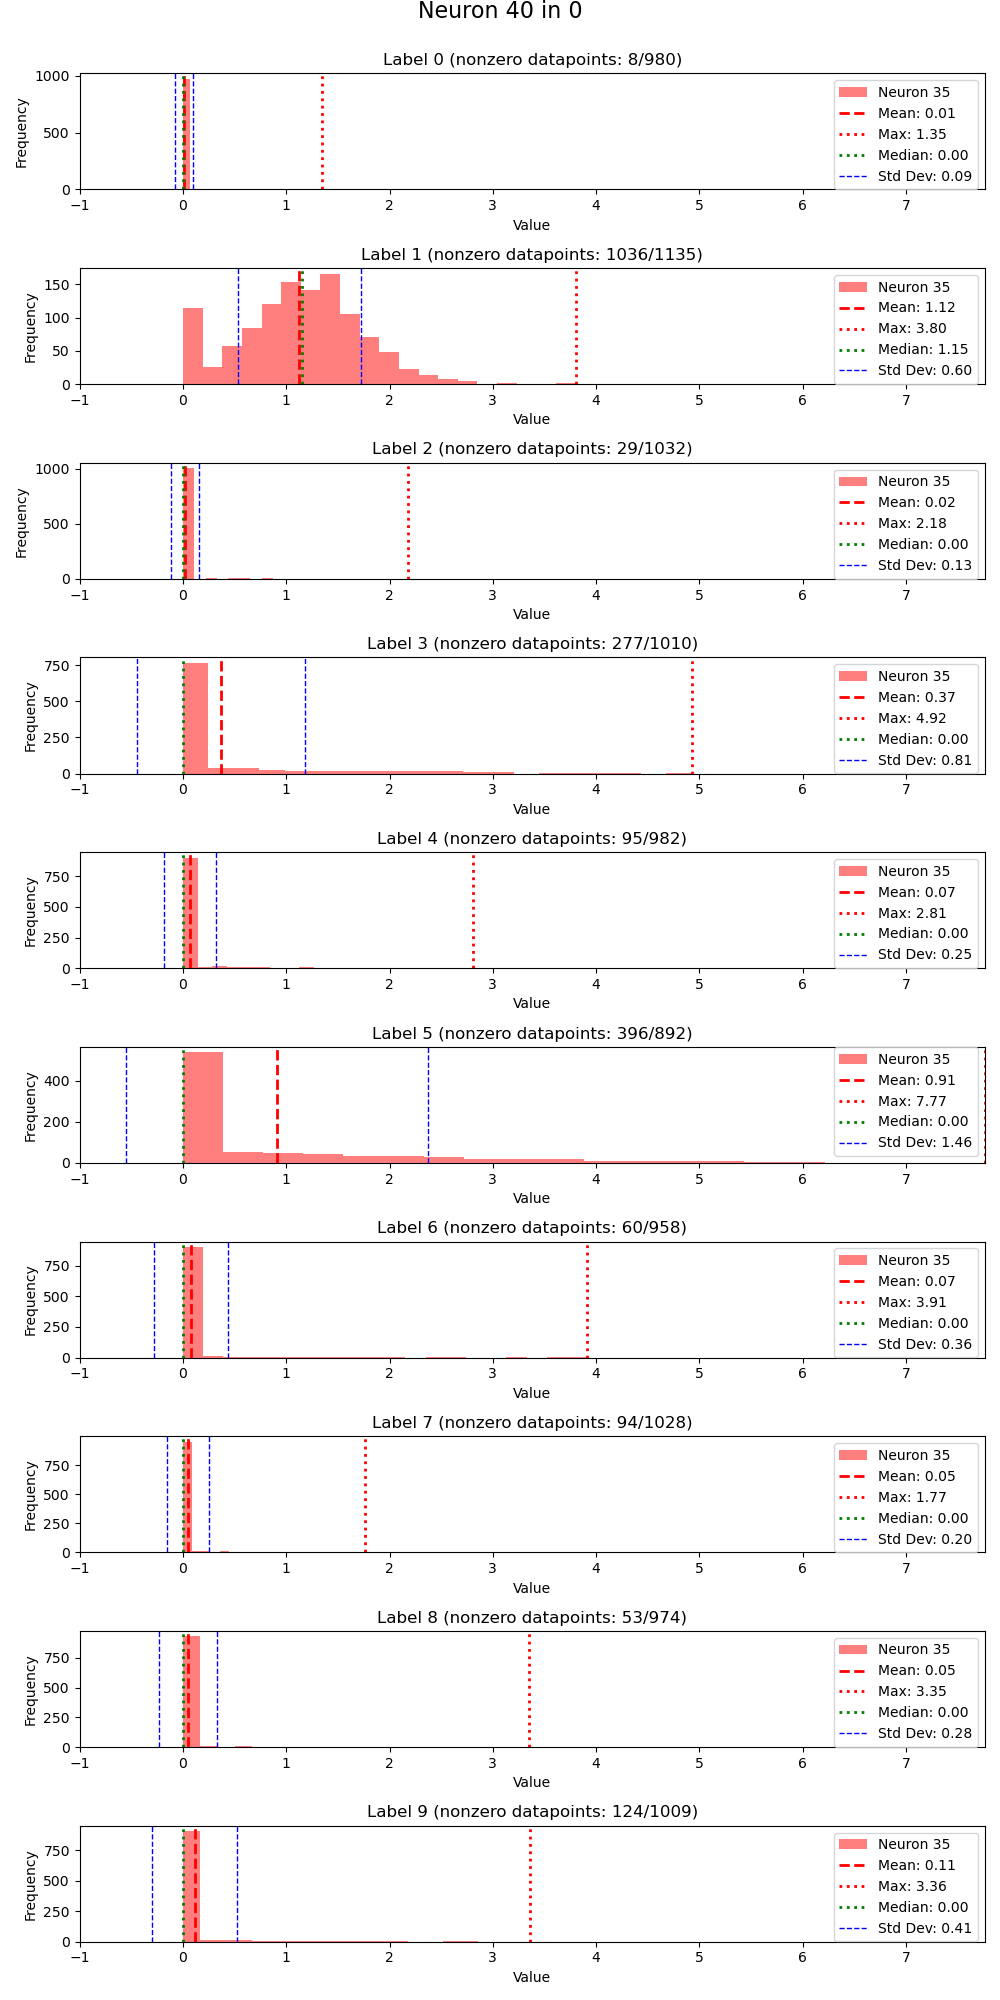 Neuron 40 in 0
Label 0 (nonzero datapoints: 8/980)
Frequency
1000
500
0
Neuron 35
Mean: 0.01
Max: 1.35
Median: 0.00
Std Dev: 0.09
−1 0 1 2 3 4 5 6 7
Value
Label 1 (nonzero datapoints: 1036/1135)
Frequency
150
100
50
0
Neuron 35
Mean: 1.12
Max: 3.80
Median: 1.15
Std Dev: 0.60
−1 0 1 2 3 4 5 6 7
Value
Label 2 (nonzero datapoints: 29/1032)
Frequency
1000
500
0
Neuron 35
Mean: 0.02
Max: 2.18
Median: 0.00
Std Dev: 0.13
−1 0 1 2 3 4 5 6 7
Value
Label 3 (nonzero datapoints: 277/1010)
Frequency
750
500
250
0
Neuron 35
Mean: 0.37
Max: 4.92
Median: 0.00
Std Dev: 0.81
−1 0 1 2 3 4 5 6 7
Value
Label 4 (nonzero datapoints: 95/982)
Frequency
750
500
250
0
Neuron 35
Mean: 0.07
Max: 2.81
Median: 0.00
Std Dev: 0.25
−1 0 1 2 3 4 5 6 7
Value
Label 5 (nonzero datapoints: 396/892)
Frequency
400
200
0
Neuron 35
Mean: 0.91
Max: 7.77
Median: 0.00
Std Dev: 1.46
−1 0 1 2 3 4 5 6 7
Value
Label 6 (nonzero datapoints: 60/958)
Frequency
750
500
250
0
Neuron 35
Mean: 0.07
Max: 3.91
Median: 0.00
Std Dev: 0.36
−1 0 1 2 3 4 5 6 7
Value
Label 7 (nonzero datapoints: 94/1028)
Frequency
750
500
250
0
Neuron 35
Mean: 0.05
Max: 1.77
Median: 0.00
Std Dev: 0.20
−1 0 1 2 3 4 5 6 7
Value
Label 8 (nonzero datapoints: 53/974)
Frequency
750
500
250
0
Neuron 35
Mean: 0.05
Max: 3.35
Median: 0.00
Std Dev: 0.28
−1 0 1 2 3 4 5 6 7
Value
Label 9 (nonzero datapoints: 124/1009)
Frequency
750
500
250
0
Neuron 35
Mean: 0.11
Max: 3.36
Median: 0.00
Std Dev: 0.41
−1 0 1 2 3 4 5 6 7
Value